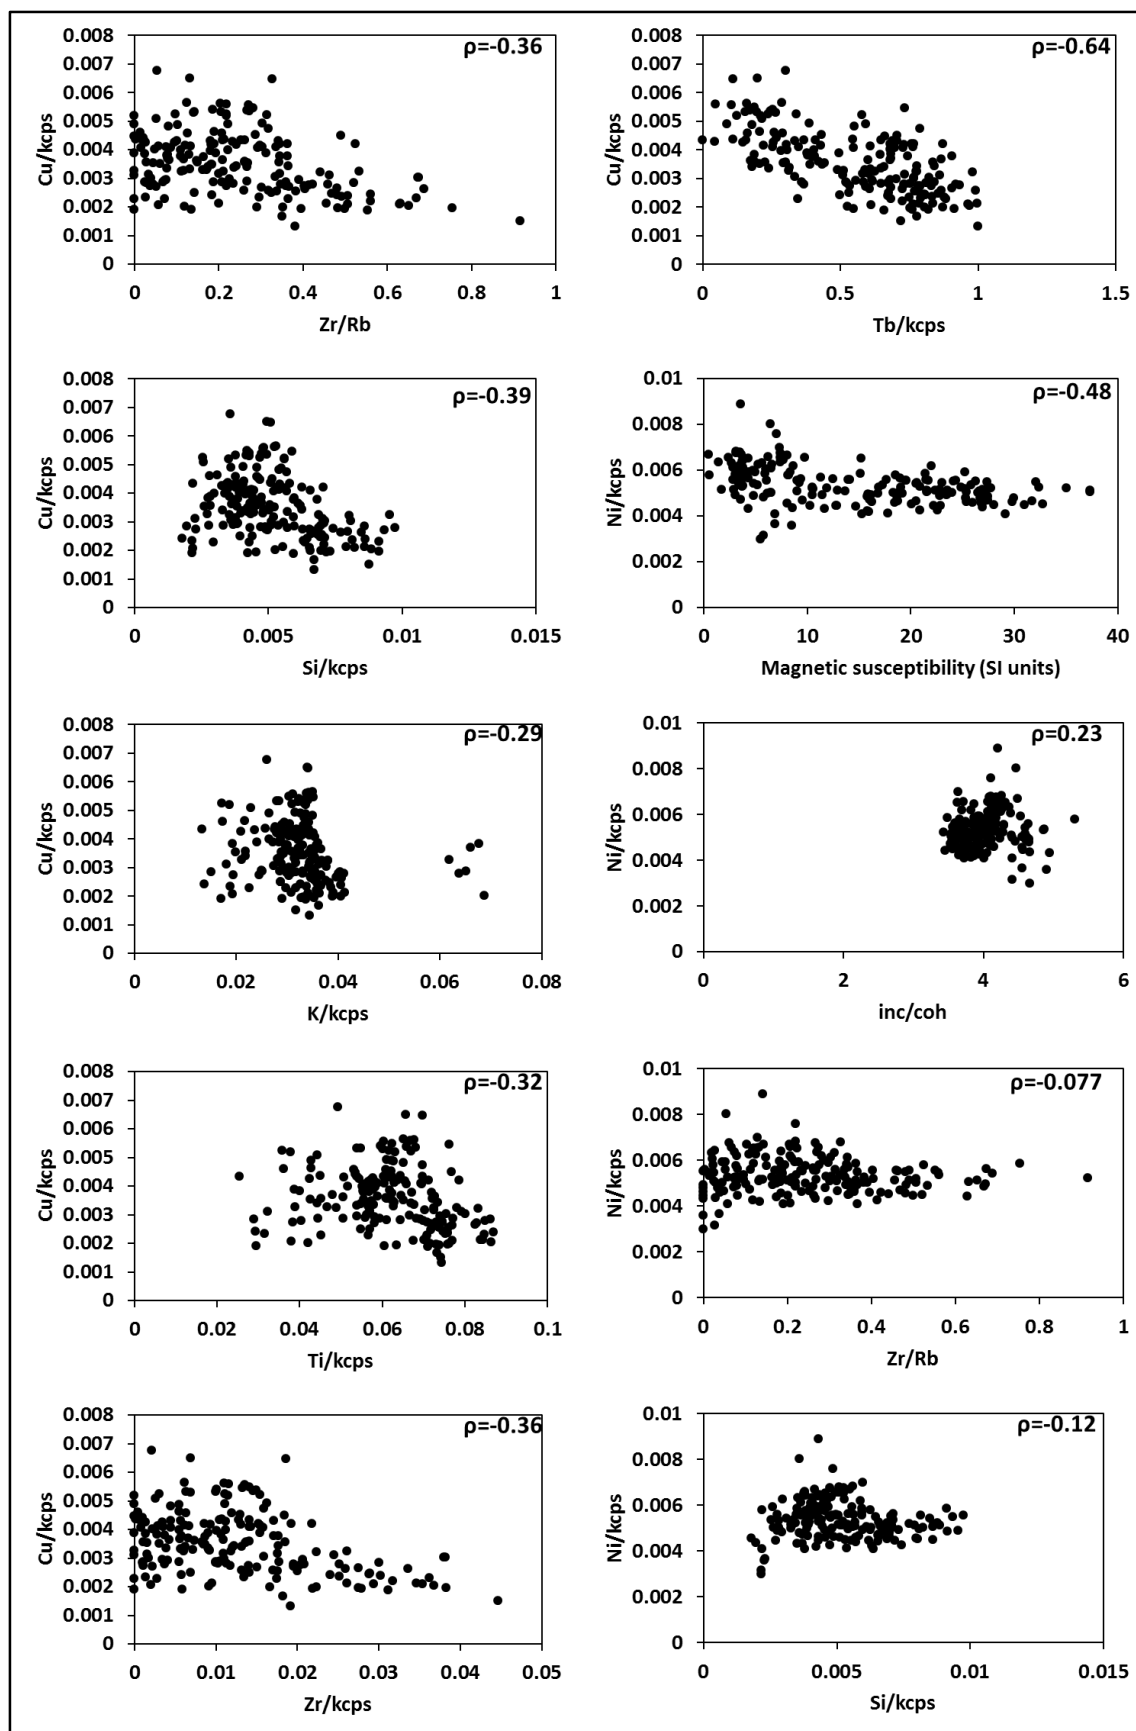 ρ=-0.36
0.008
0.007
0.006
0.005
0.004
0.003
0.002
0.001
0
Cu/kcps
0 0.2 0.4 0.6 0.8 1
Zr/Rb
ρ=-0.64
0.008
0.007
0.006
0.005
0.004
0.003
0.002
0.001
0
Cu/kcps
0 0.5 1 1.5
Tb/kcps
ρ=-0.39
0.008
0.007
0.006
0.005
0.004
0.003
0.002
0.001
0
Cu/kcps
0 0.005 0.01 0.015
Si/kcps
ρ=-0.48
0.01
0.008
0.006
0.004
0.002
0
Ni/kcps
0 10 20 30 40
Magnetic susceptibility (SI units)
ρ=-0.29
0.008
0.007
0.006
0.005
0.004
0.003
0.002
0.001
0
Cu/kcps
0 0.02 0.04 0.06 0.08
K/kcps
ρ=0.23
0.01
0.008
0.006
0.004
0.002
0
Ni/kcps
0 2 4 6
inc/coh
ρ=-0.32
0.008
0.007
0.006
0.005
0.004
0.003
0.002
0.001
0
Cu/kcps
0 0.02 0.04 0.06 0.08 0.1
Ti/kcps
ρ=-0.077
0.01
0.008
0.006
0.004
0.002
0
Ni/kcps
0 0.2 0.4 0.6 0.8 1
Zr/Rb
ρ=-0.36
0.008
0.007
0.006
0.005
0.004
0.003
0.002
0.001
0
Cu/kcps
0 0.01 0.02 0.03 0.04 0.05
Zr/kcps
ρ=-0.12
0.01
0.008
0.006
0.004
0.002
0
Ni/kcps
0 0.005 0.01 0.015
Si/kcps